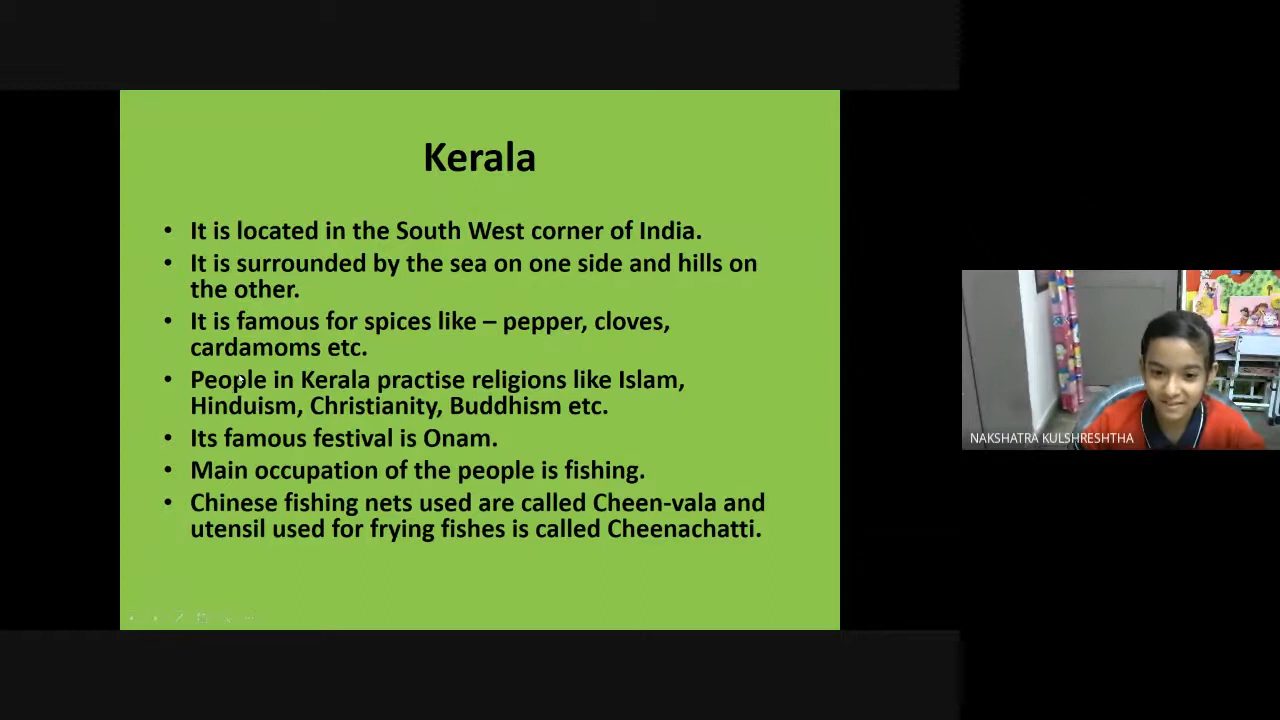 Kerala
• It is located in the South West corner of India.
• It is surrounded by the sea on one side and hills on
the other.
• It is famous for spices like – pepper, cloves,
cardamoms etc.
• People in Kerala practise religions like Islam,
Hinduism, Christianity, Buddhism etc.
• Its famous festival is Onam.
• Main occupation of the people is fishing.
• Chinese fishing nets used are called Cheen-vala and
utensil used for frying fishes is called Cheenachatti.
NAKSHATRA KULSHRESHTHA